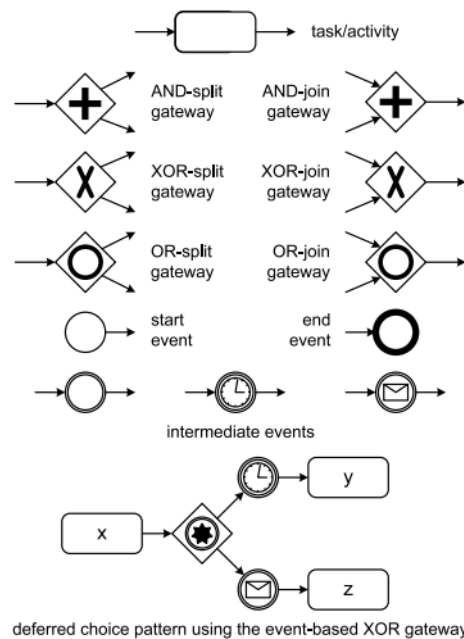 task/activity
AND-split
gateway
AND-join
gateway
XOR-split
gateway
XOR-join
gateway
OR-split
gateway
OR-join
gateway
start
event
end
event
intermediate events
x
y
z
deferred choice pattern using the event-based XOR gateway